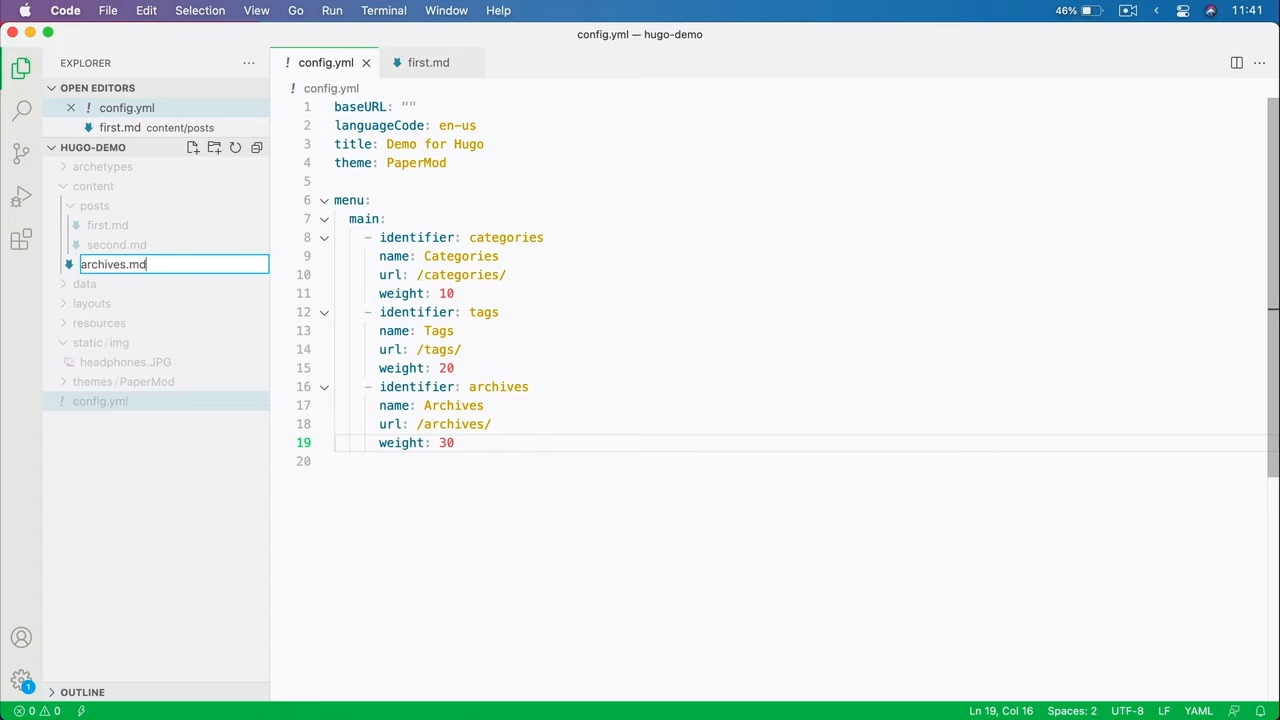 Code File Edit Selection View Go Run Terminal Window Help 46% 11:41
config.yml — hugo-demo
EXPLORER
OPEN EDITORS
config.yml
first.md content/posts
HUGO-DEMO
archetypes
content
posts
first.md
second.md
archives.md
data
layouts
resources
static/img
headphones.JPG
themes/PaperMod
config.yml
OUTLINE
config.yml first.md
config.yml
1 baseURL: ""
2 languageCode: en-us
3 title: Demo for Hugo
4 theme: PaperMod
5
6 menu:
7 main:
8 - identifier: categories
9 name: Categories
10 url: /categories/
11 weight: 10
12 - identifier: tags
13 name: Tags
14 url: /tags/
15 weight: 20
16 - identifier: archives
17 name: Archives
18 url: /archives/
19 weight: 30
20
1
0 0 Ln 19, Col 16 Spaces: 2 UTF-8 LF YAML